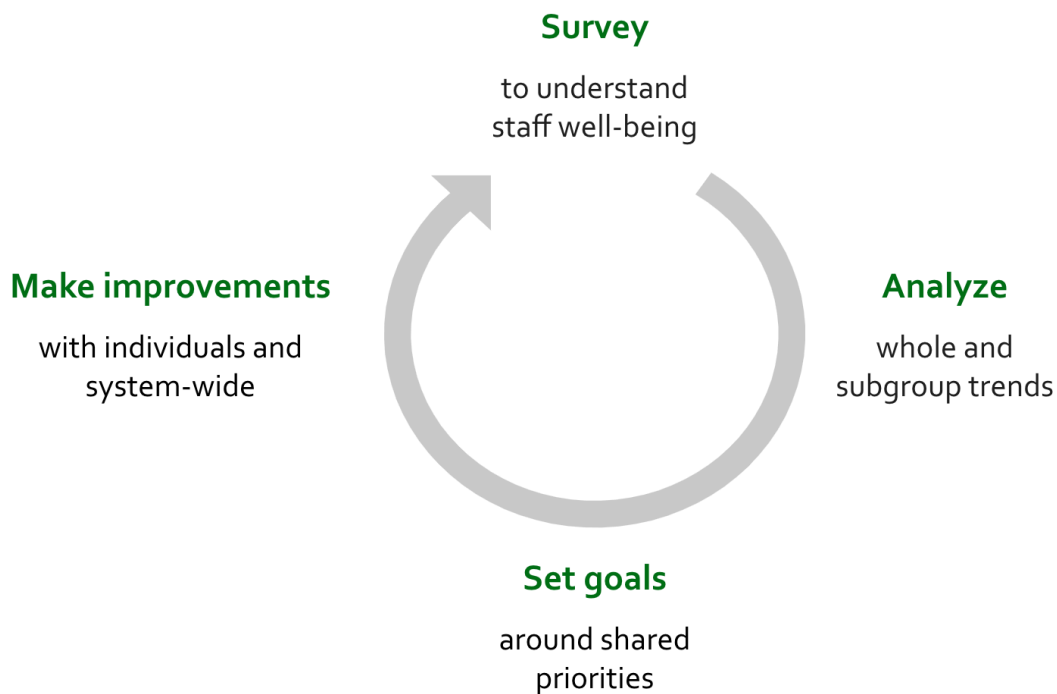 Survey
to understand
staff well-being
Analyze
whole and
subgroup trends
Set goals
around shared
priorities
Make improvements
with individuals and
system-wide